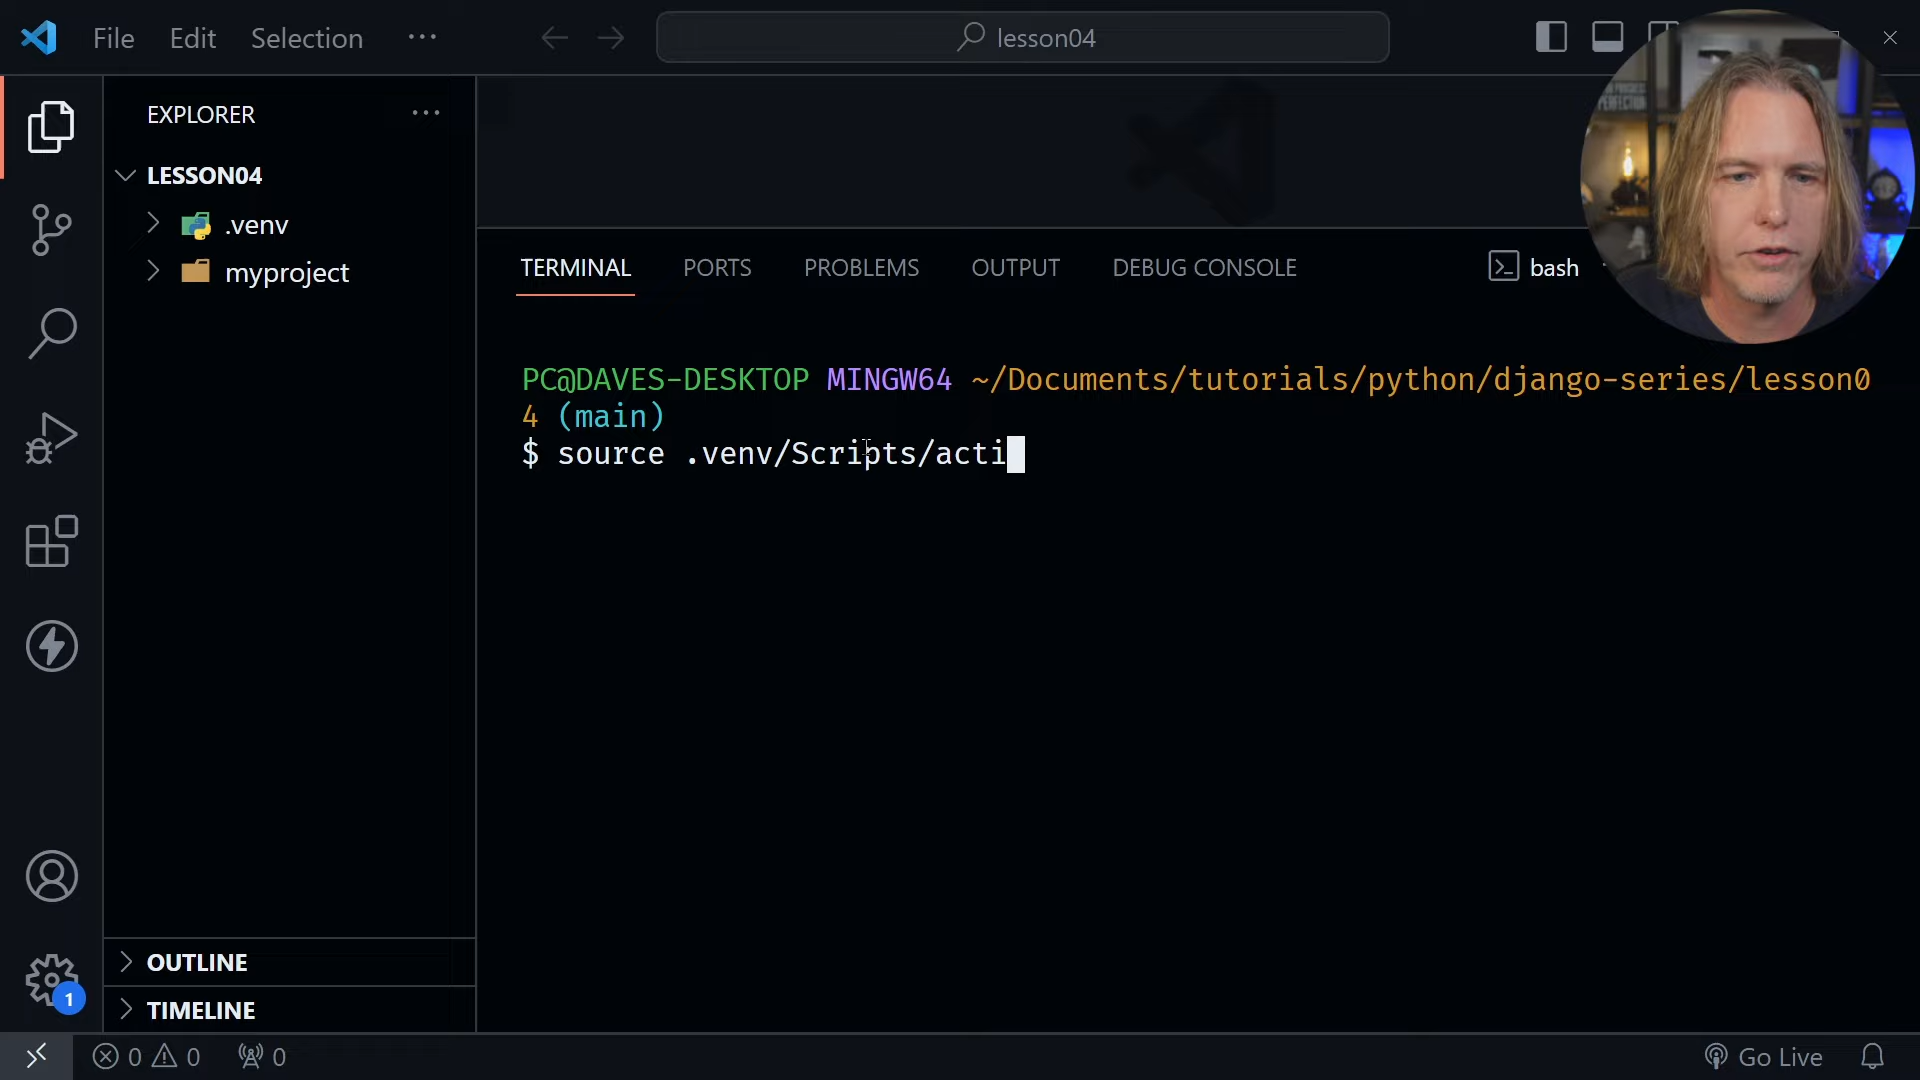 File Edit Selection ··· lesson04
EXPLORER ···
LESSON04
.venv
myproject
TERMINAL PORTS PROBLEMS OUTPUT DEBUG CONSOLE bash
PC@DAVES-DESKTOP MINGW64 ~/Documents/tutorials/python/django-series/lesson0
4 (main)
$ source .venv/Scripts/acti
OUTLINE
1
TIMELINE
0 0 0 Go Live